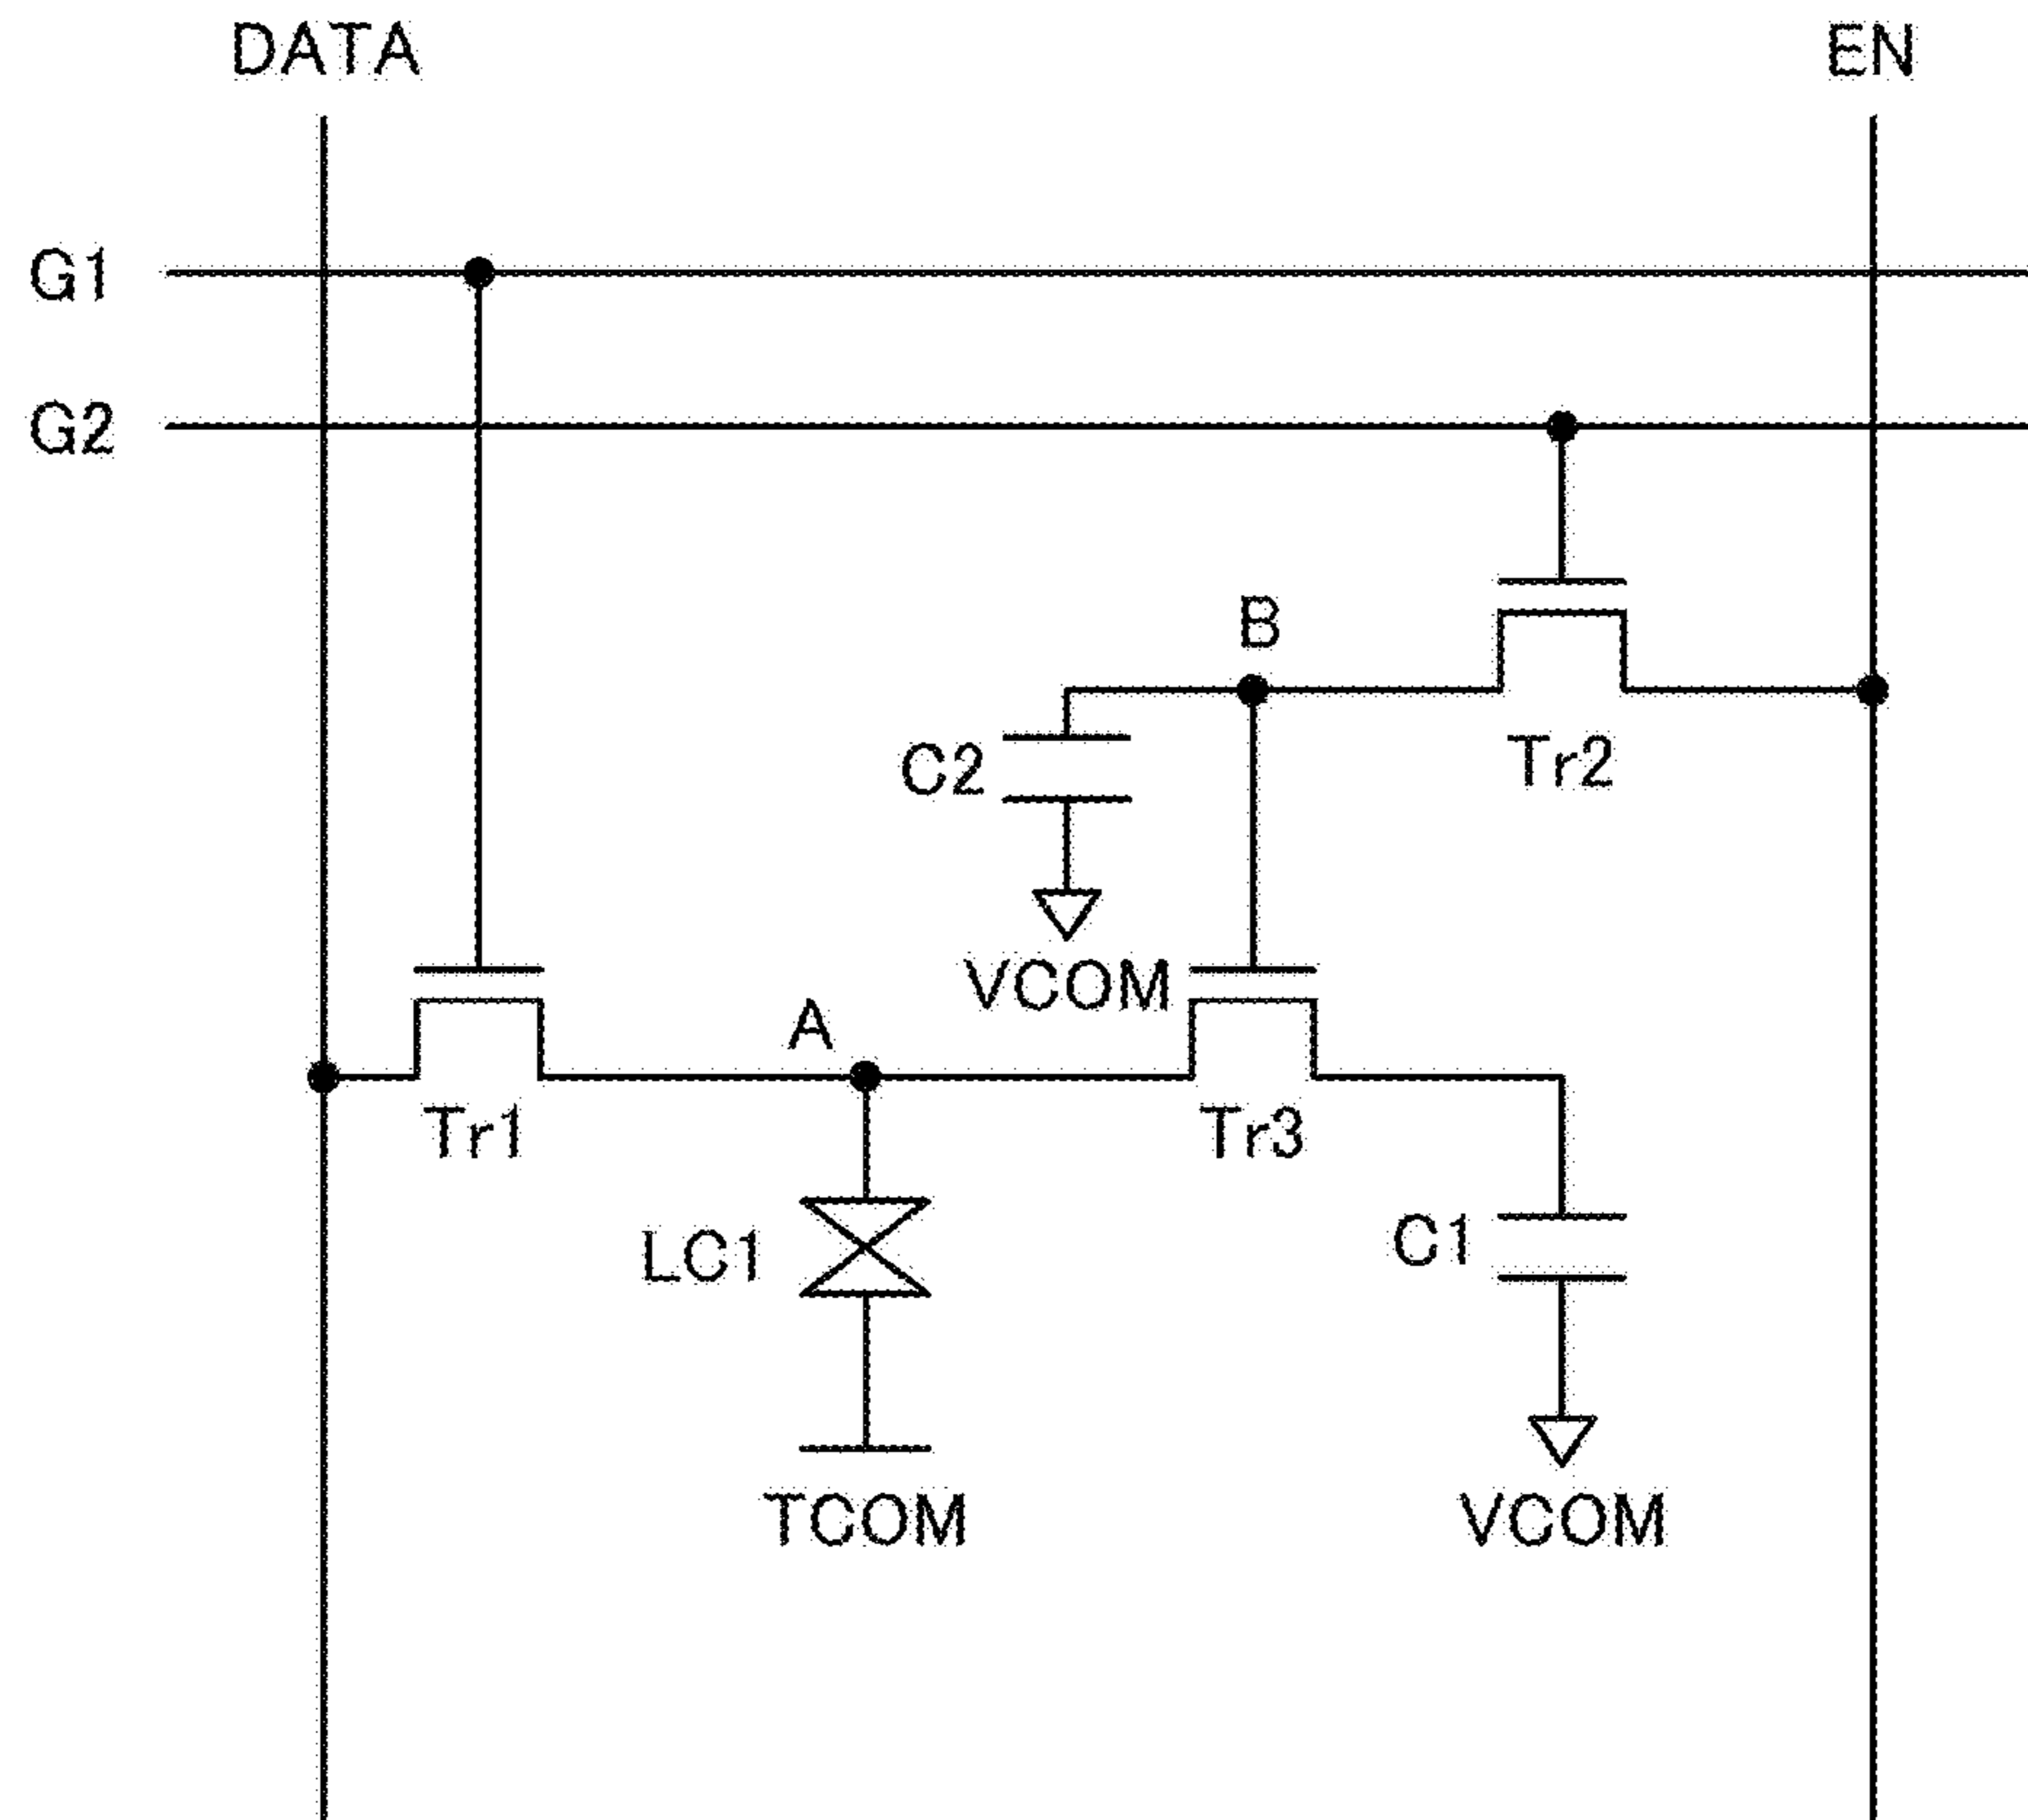 DATA
EN
G1
G2
B
C2
Tr2
VCOM
A
Tr1
Tr3
LC1
C1
TCOM
VCOM